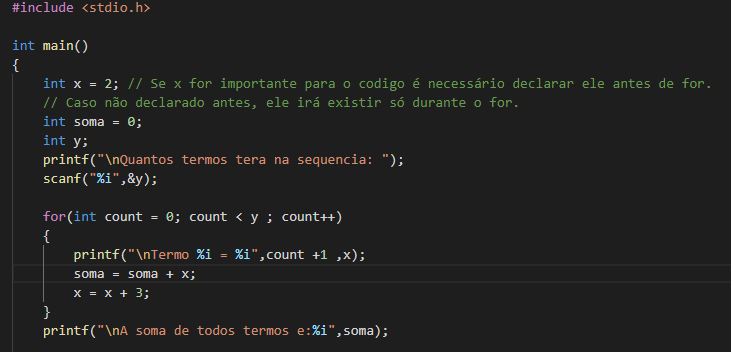 #include <stdio.h>
int main()
{
int x = 2; // Se x for importante para o codigo é necessário declarar ele antes de for.
// Caso não declarado antes, ele irá existir só durante o for.
int soma = 0;
int y;
printf("\nQuantos termos tera na sequencia: ");
scanf("%i",&y);
for(int count = 0; count < y ; count++)
{
printf("\nTermo %i = %i",count +1 ,x);
soma = soma + x;
x = x + 3;
}
printf("\nA soma de todos termos e:%i",soma);